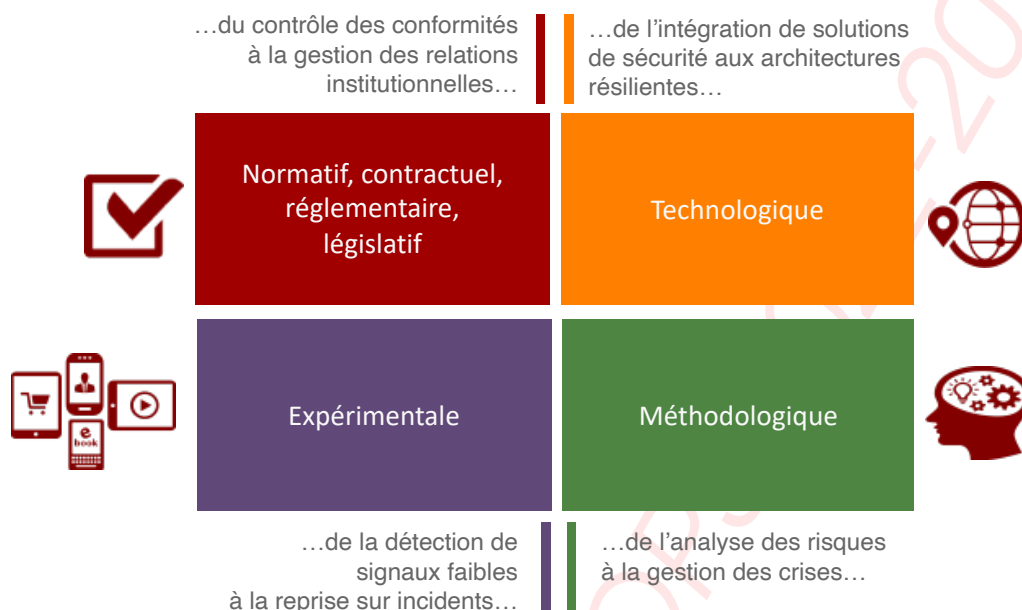 …du contrôle des conformités
à la gestion des relations
institutionnelles…
…de l’intégration de solutions
de sécurité aux architectures
résilientes…
Normatif, contractuel,
réglementaire,
législatif
Technologique
Expérimentale
Méthodologique
e
book
…de la détection de
signaux faibles
à la reprise sur incidents…
…de l’analyse des risques
à la gestion des crises…